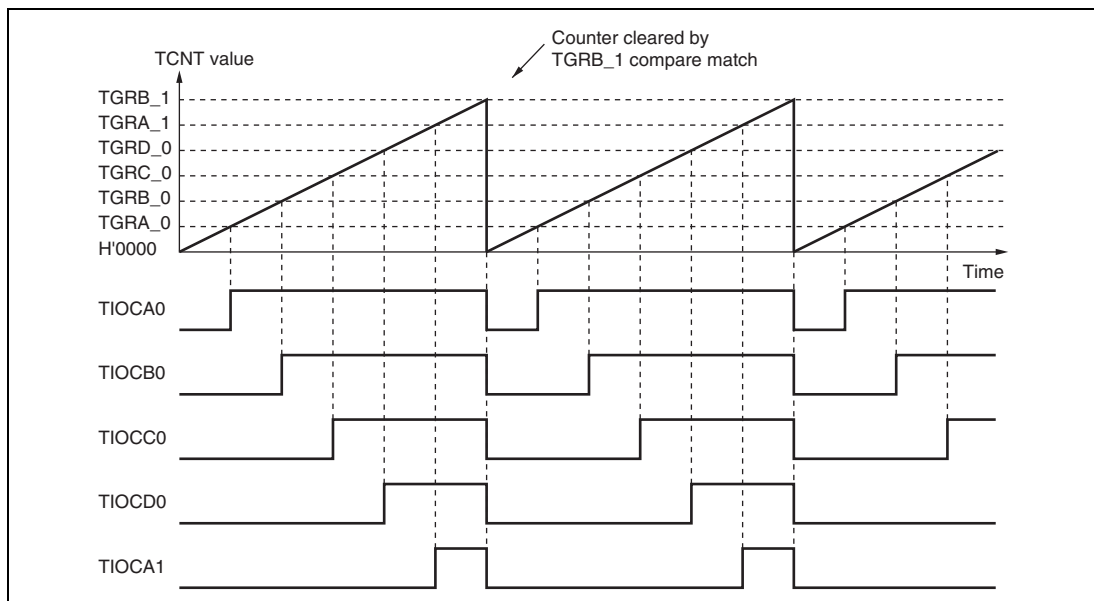 Counter cleared by
TGRB_1 compare match
TCNT value
TGRB_1
TGRA_1
TGRD_0
TGRC_0
TGRB_0
TGRA_0
H'0000
Time
TIOCA0
TIOCB0
TIOCC0
TIOCD0
TIOCA1